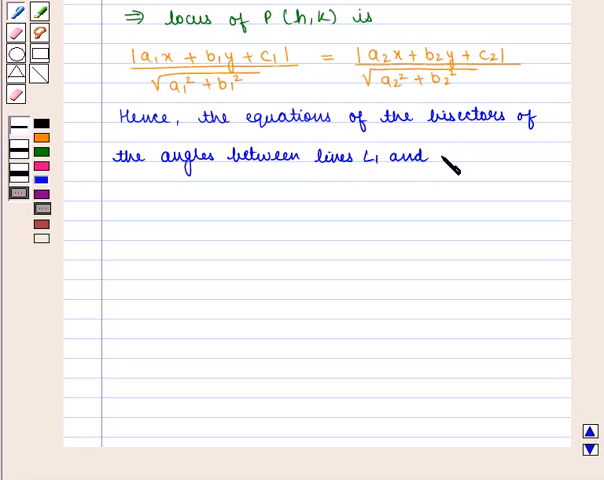 ⇒ locus of P (h, k) is
|a₁x + b₁y + c₁| / √(a₁² + b₁²) = |a₂x + b₂y + c₂| / √(a₂² + b₂²)
Hence, the equations of the bisectors of
the angles between lines L₁ and